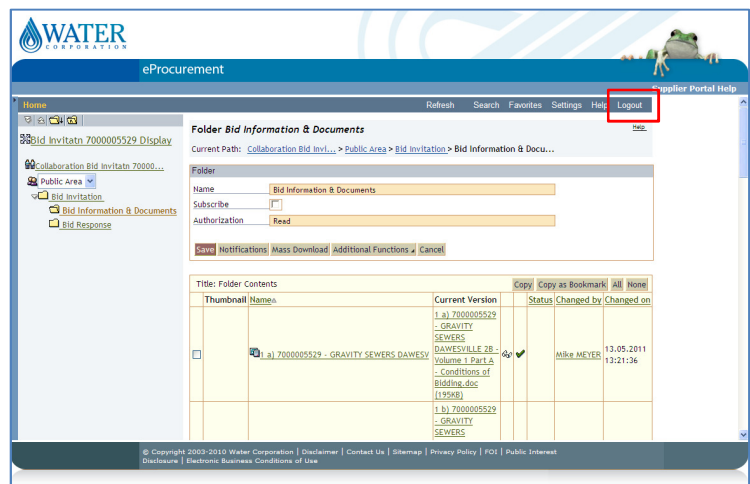 WATER
CORPORATION
eProcurement
Supplier Portal Help
Home
Refresh Search Favorites Settings Help Logout
Bid Invitatn 7000005529 Display
Collaboration Bid Invitatn 70000...
Public Area
Bid Invitation
Bid Information & Documents
Bid Response
Folder Bid Information & Documents
Help
Current Path: Collaboration Bid Invi... > Public Area > Bid Invitation > Bid Information & Docu...
Folder
Name Bid Information & Documents
Subscribe
Authorization Read
Save Notifications Mass Download Additional Functions Cancel
Title: Folder Contents Copy Copy as Bookmark All None
Thumbnail Name Current Version Status Changed by Changed on
1 a) 7000005529 - GRAVITY SEWERS DAWESV
1 a) 7000005529
- GRAVITY
SEWERS
DAWESVILLE 2B -
Volume 1 Part A
- Conditions of
Bidding.doc
(195KB)
Mike MEYER
13.05.2011
13:21:36
1 b) 7000005529
- GRAVITY
SEWERS
© Copyright 2003-2010 Water Corporation | Disclaimer | Contact Us | Sitemap | Privacy Policy | FOI | Public Interest
Disclosure | Electronic Business Conditions of Use